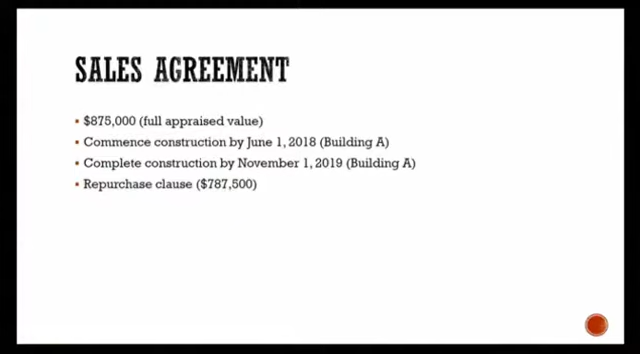 SALES AGREEMENT
▪ $875,000 (full appraised value)
▪ Commence construction by June 1, 2018 (Building A)
▪ Complete construction by November 1, 2019 (Building A)
▪ Repurchase clause ($787,500)